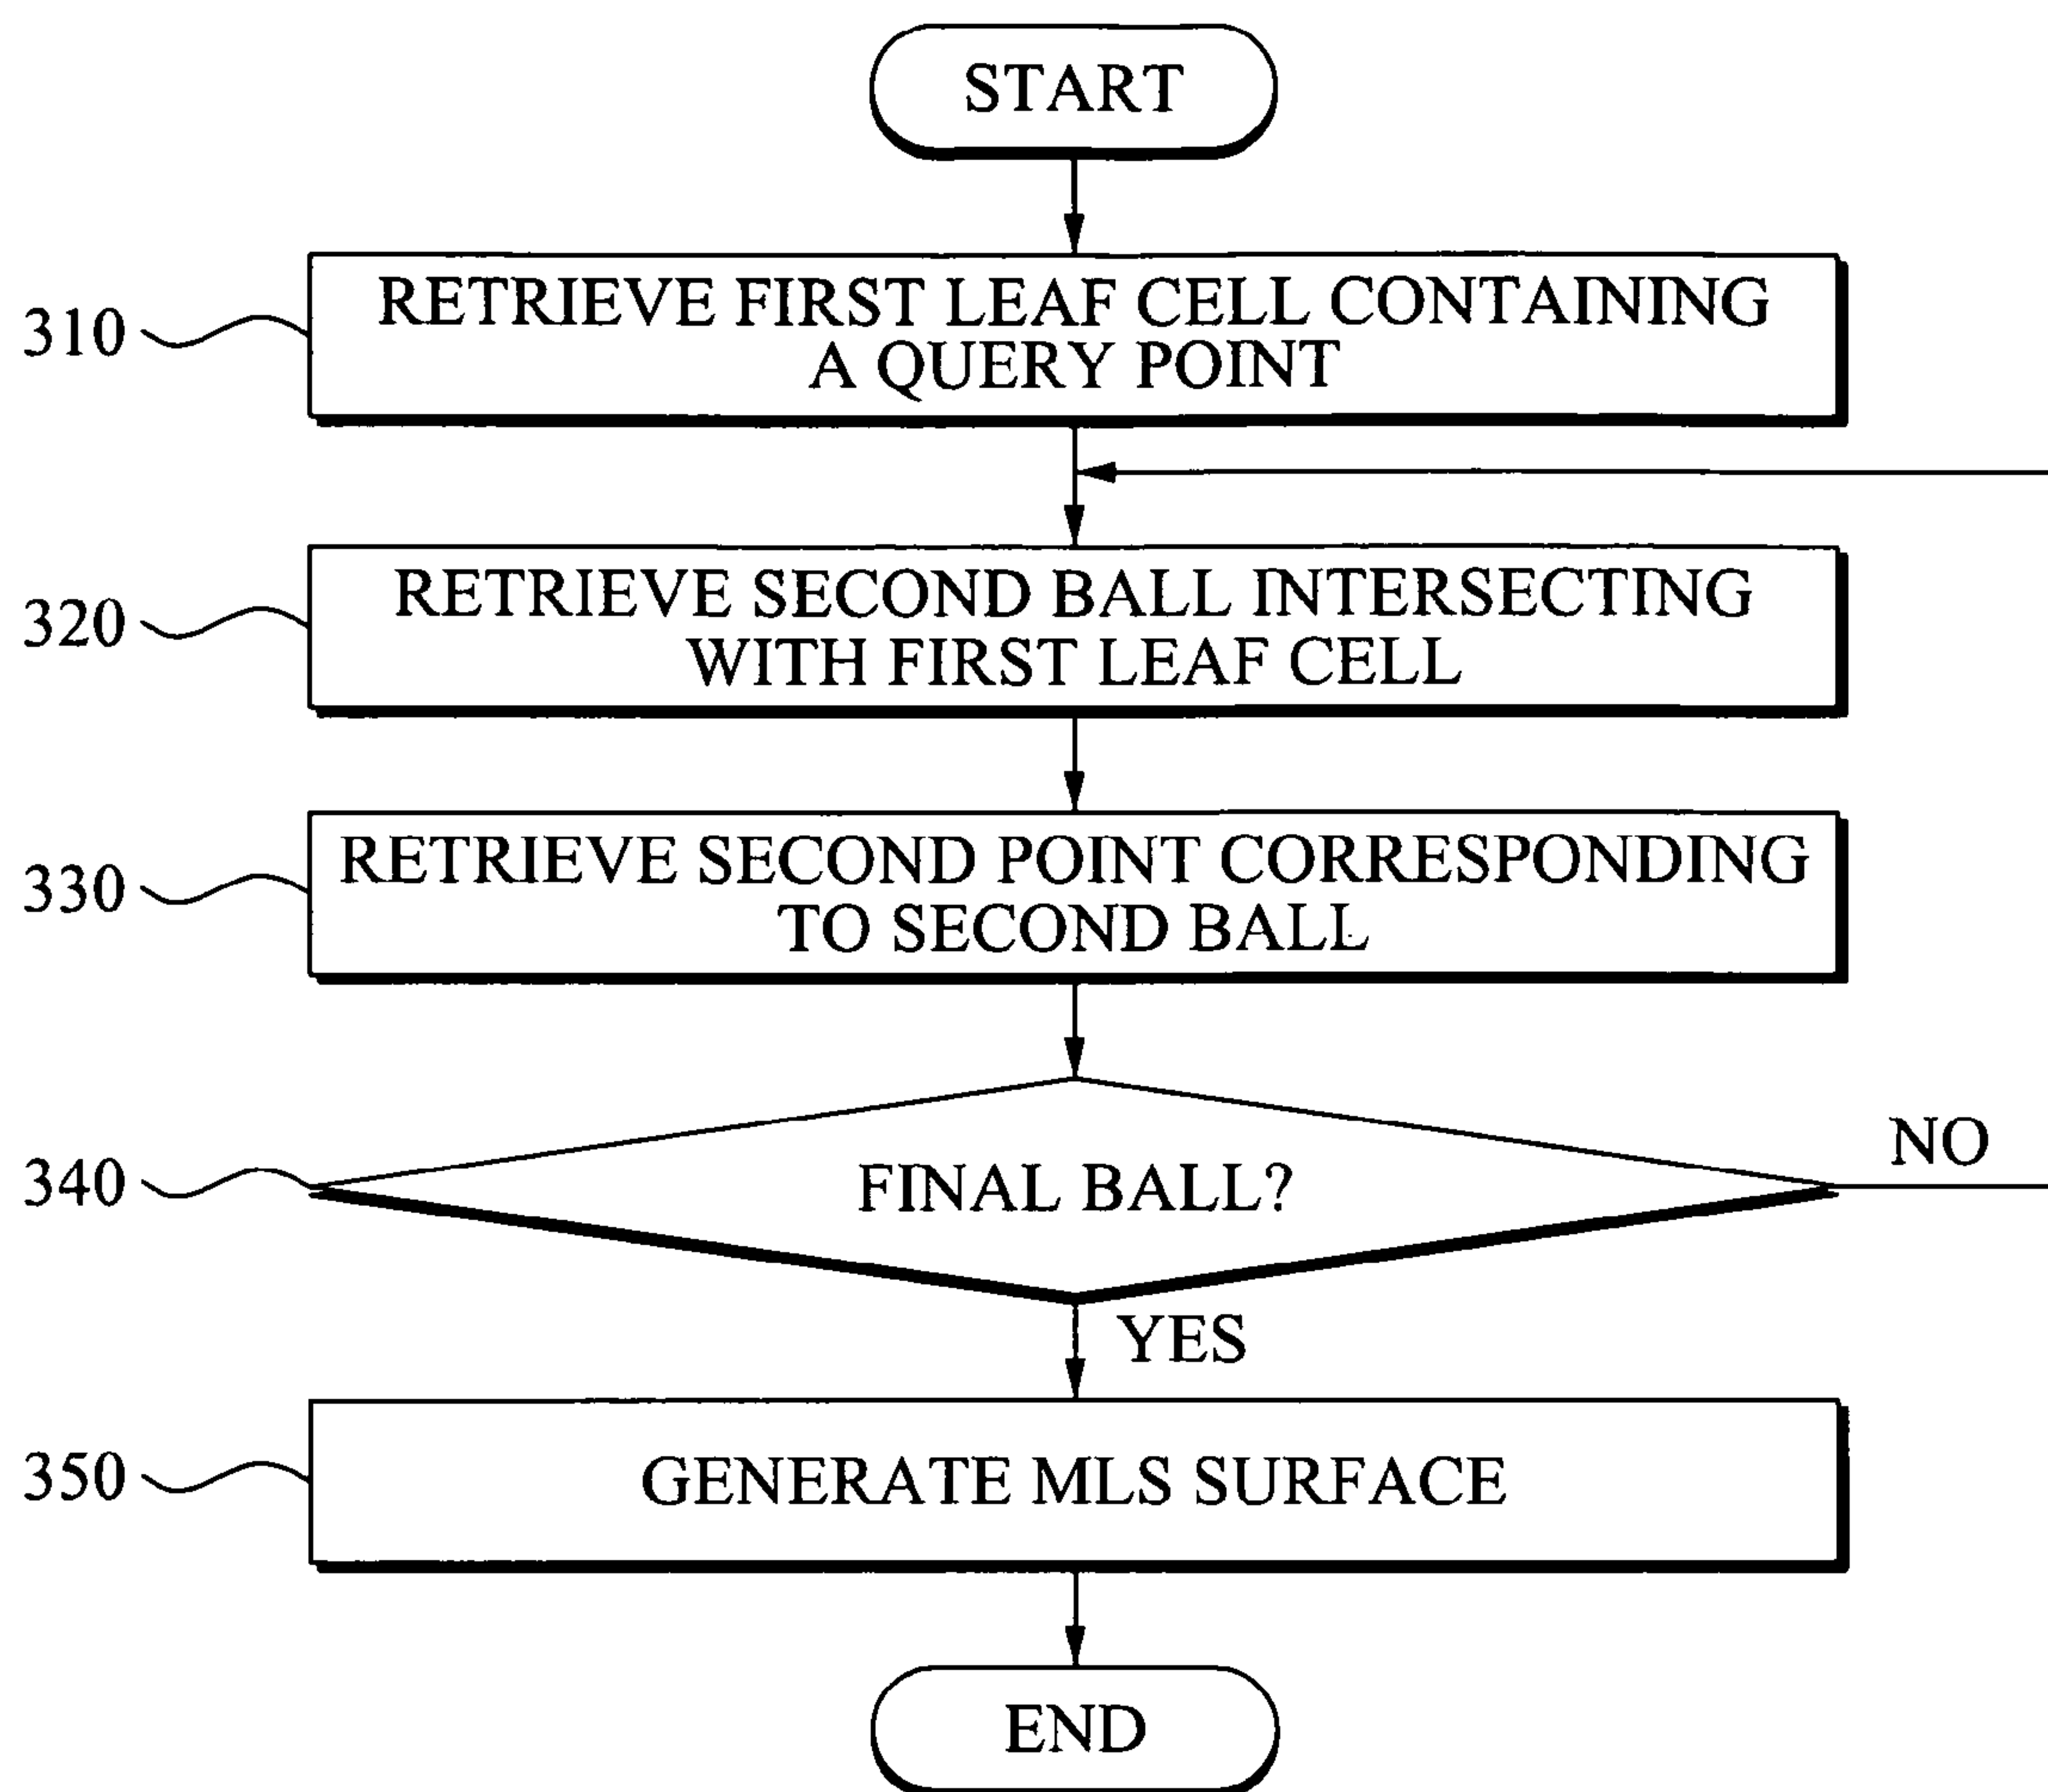 START
310
RETRIEVE FIRST LEAF CELL CONTAINING
A QUERY POINT
320
RETRIEVE SECOND BALL INTERSECTING
WITH FIRST LEAF CELL
330
RETRIEVE SECOND POINT CORRESPONDING
TO SECOND BALL
340
FINAL BALL?
NO
YES
350
GENERATE MLS SURFACE
END